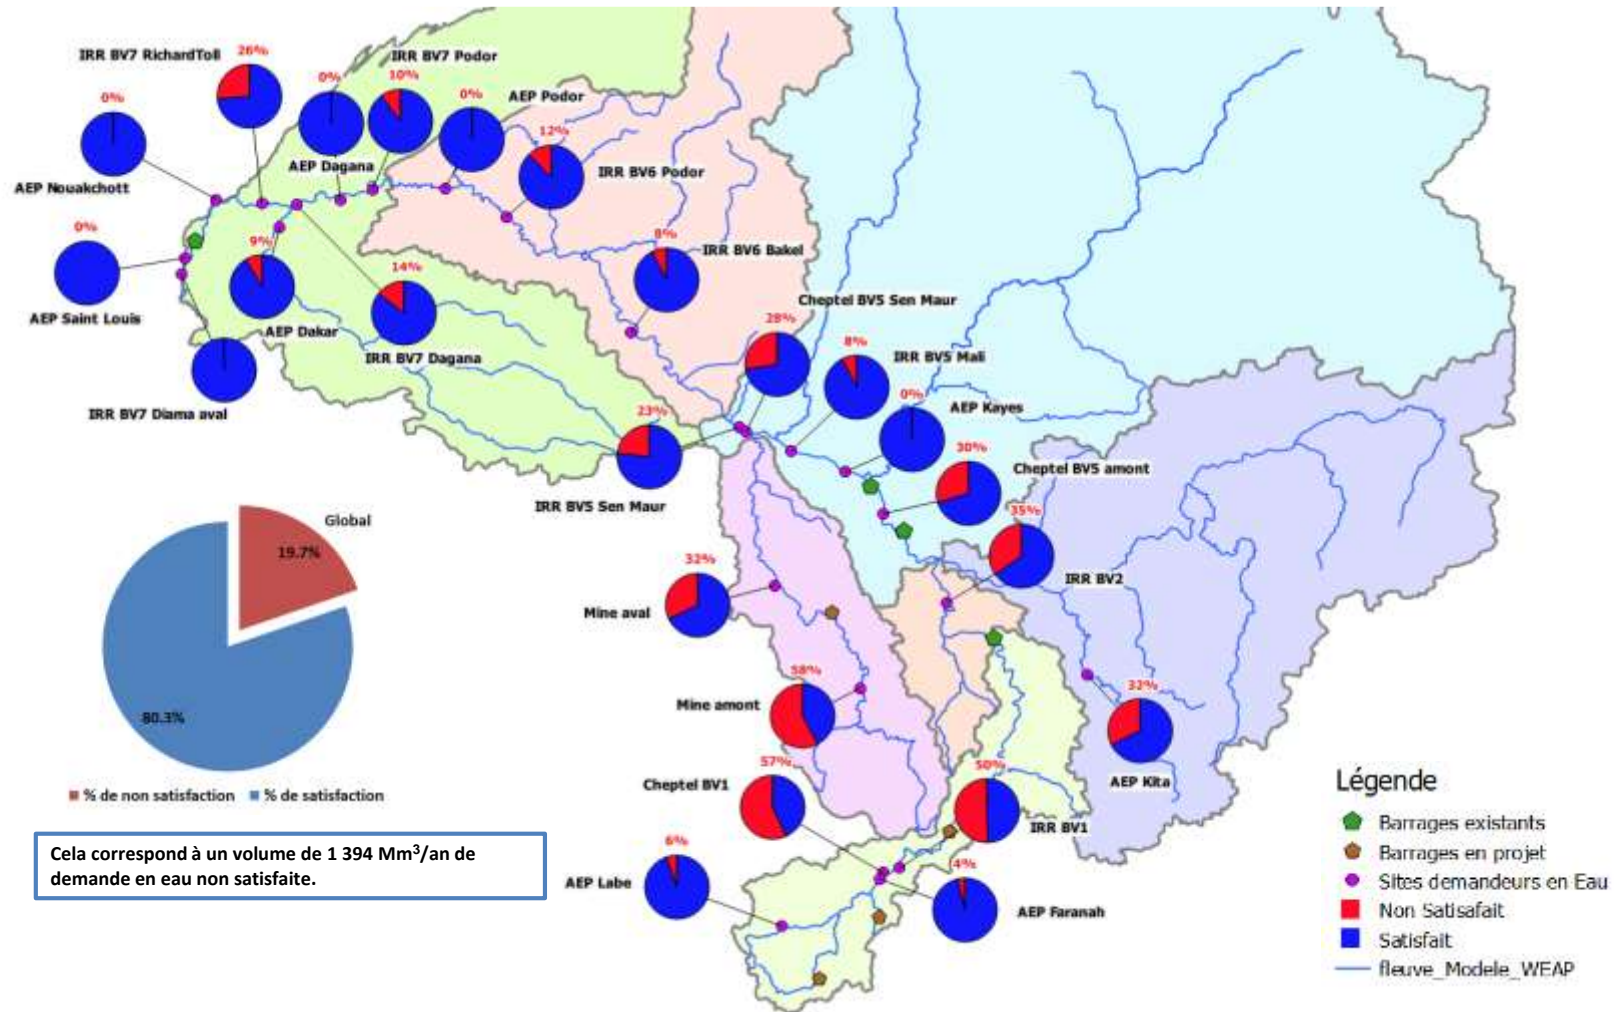 IRR BV7 RichardToll
26%
IRR BV7 Podor
10%
0%
AEP Podor
0%
0%
12%
AEP Dagana
IRR BV6 Podor
AEP Nouakchott
0%
9%
8%
IRR BV6 Bakel
14%
Cheptel BV5 Sen Maur
AEP Saint Louis
AEP Dakar
28%
IRR BV7 Dagana
8%
IRR BV5 Mali
0%
AEP Kayes
IRR BV7 Diama aval
23%
30%
Cheptel BV5 amont
IRR BV5 Sen Maur
35%
Global
19.7%
32%
IRR BV2
Mine aval
58%
32%
Mine amont
80.3%
57%
50%
AEP Kita
Cheptel BV1
% de non satisfaction
% de satisfaction
IRR BV1
6%
4%
AEP Labe
AEP Faranah
Cela correspond à un volume de 1 394 Mm³/an de
demande en eau non satisfaite.
Légende
Barrages existants
Barrages en projet
Sites demandeurs en Eau
Non Satisafait
Satisfait
fleuve_Modele_WEAP